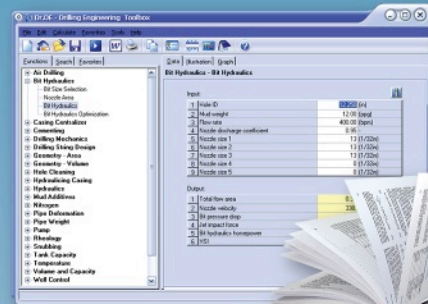 Dr.DE - Drilling Engineering Toolbox
File Edit Calculate Favorites Tools Help
Functions Search Favorites
Data Illustration Graph
Air Drilling
Bit Hydraulics
Bit Size Selection
Nozzle Area
Bit Hydraulics
Bit Hydraulics Optimization
Casing Centralizer
Cementing
Drilling Mechanics
Drilling String Design
Geometry - Area
Geometry - Volume
Hole Cleaning
Hydraulicing Casing
Hydraulics
Mud Additives
Nitrogen
Pipe Deformation
Pipe Weight
Pump
Rheology
Snubbing
Tank Capacity
Temperature
Volume and Capacity
Well Control
Bit Hydraulics - Bit Hydraulics
Input:
1 Hole ID 12.250 (in)
2 Mud weight 12.00 (ppg)
3 Flow rate 400.00 (gpm)
4 Nozzle discharge coefficient 0.95 -
5 Nozzle size 1 13 (1/32in)
6 Nozzle size 2 13 (1/32in)
7 Nozzle size 3 13 (1/32in)
8 Nozzle size 4 0 (1/32in)
9 Nozzle size 5 0 (1/32in)
Output:
1 Total flow area
2 Nozzle velocity
3 Bit pressure drop
4 Jet impact force
5 Bit hydraulics horsepower
6 HSI